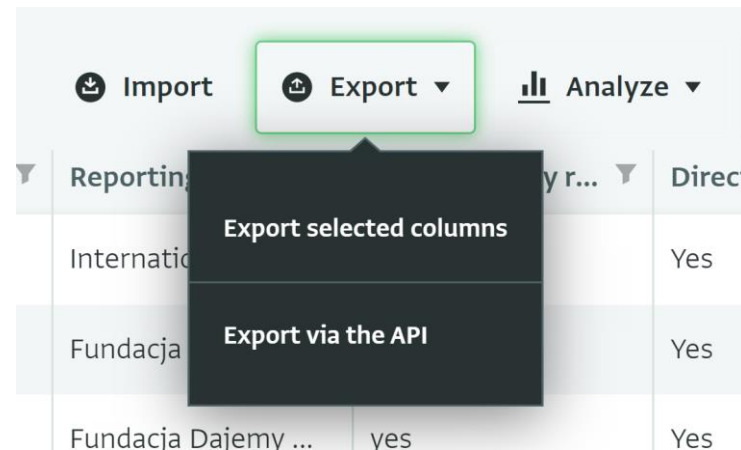 Import Export Analyze
Reporting y r... Direc
Export selected columns
Internatio Yes
Export via the API
Fundacja Yes
Fundacja Dajemy ... yes Yes